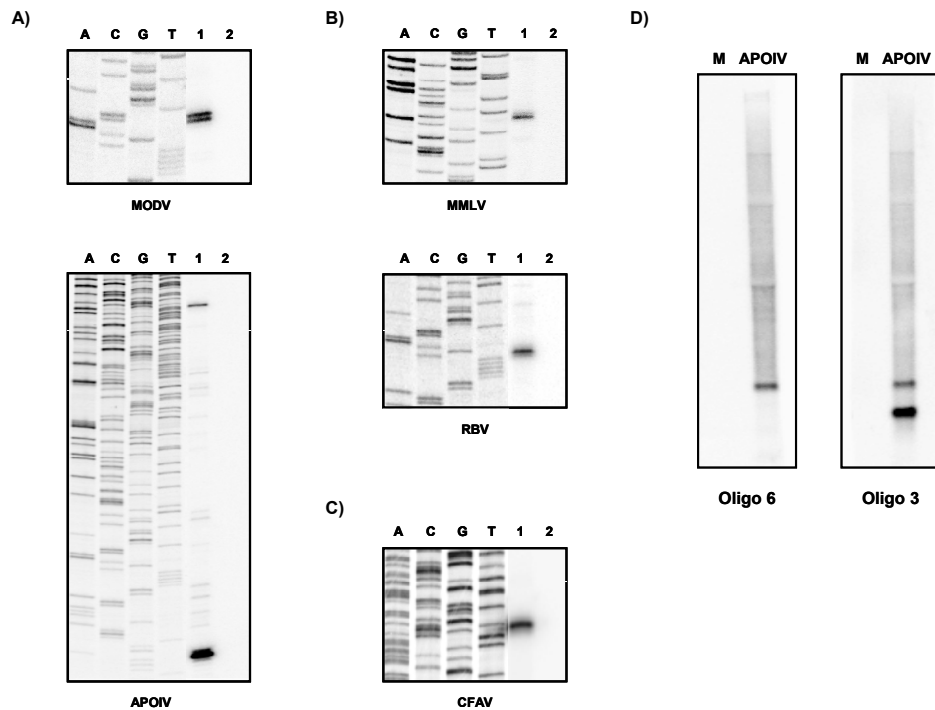 A)
A C G T 1 2
MODV
A C G T 1 2
APOIV
B)
A C G T 1 2
MMLV
A C G T 1 2
RBV
C)
A C G T 1 2
CFAV
D)
M APOIV
Oligo 6
M APOIV
Oligo 3